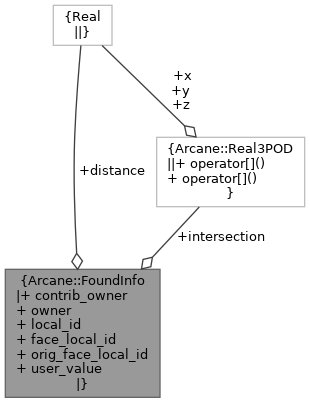 {Real
||}
+x
+y
+z
{Arcane::Real3POD
||+ operator[]()
+ operator[]()
}
+distance
+intersection
{Arcane::FoundInfo
|+ contrib_owner
+ owner
+ local_id
+ face_local_id
+ orig_face_local_id
+ user_value
|}